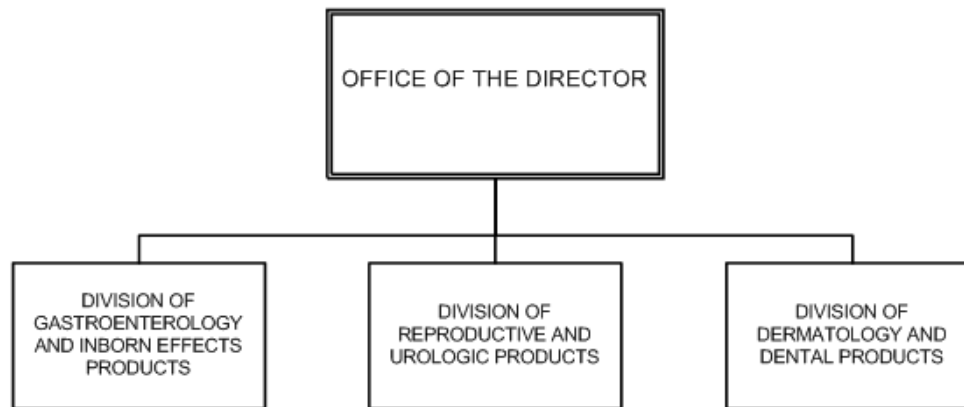 OFFICE OF THE DIRECTOR
DIVISION OF
GASTROENTEROLOGY
AND INBORN EFFECTS
PRODUCTS
DIVISION OF
REPRODUCTIVE AND
UROLOGIC PRODUCTS
DIVISION OF
DERMATOLOGY AND
DENTAL PRODUCTS